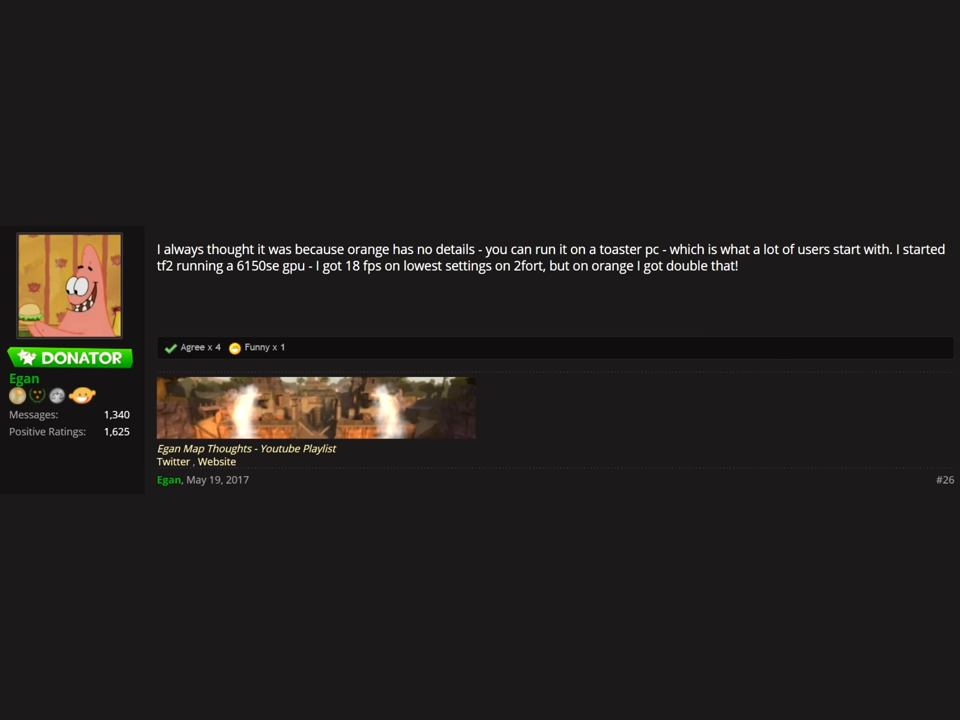 I always thought it was because orange has no details - you can run it on a toaster pc - which is what a lot of users start with. I started
tf2 running a 6150se gpu - I got 18 fps on lowest settings on 2fort, but on orange I got double that!
Agree x 4 Funny x 1
DONATOR
Egan
Messages: 1,340
Positive Ratings: 1,625
Egan Map Thoughts - Youtube Playlist
Twitter , Website
Egan, May 19, 2017 #26